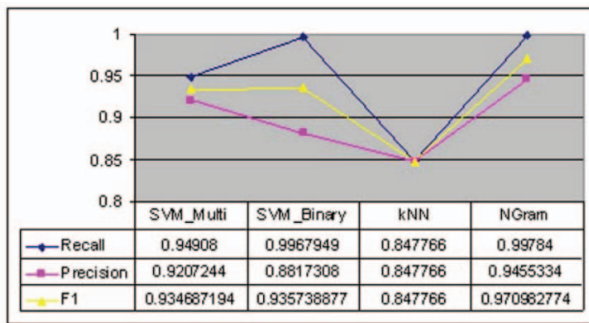 1
0.95
0.9
0.85
0.8
SVM_Multi SVM_Binary kNN NGram
Recall 0.94908 0.9967949 0.847766 0.99784
Precision 0.9207244 0.8817308 0.847766 0.9455334
F1 0.934687194 0.935738877 0.847766 0.970982774